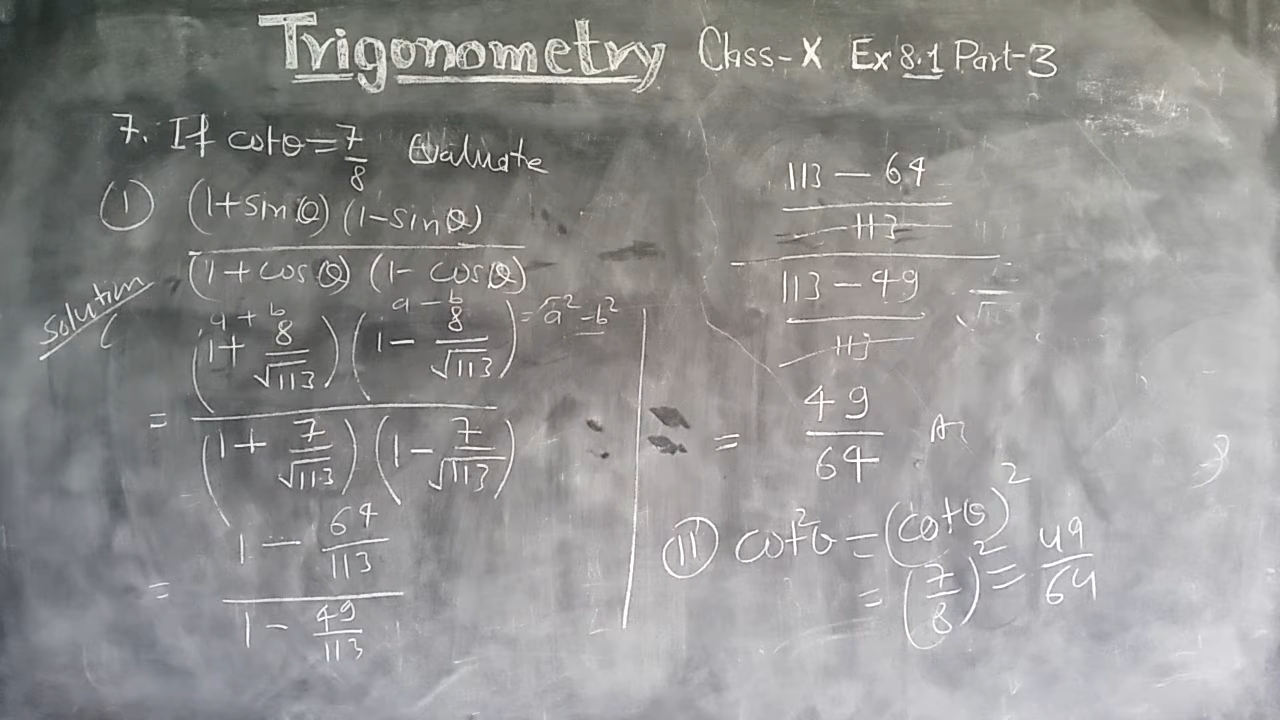 Trigonometry Class-X Ex 8.1 Part-3
7. If cotθ = 7/8 Evaluate
(i) (1+sinθ) (1-sinθ)
(1+cosθ) (1-cosθ)
Solution
a + b a - b
(1 + 8/√113) (1 - 8/√113) = a² - b²
= (1 + 7/√113) (1 - 7/√113)
1 - 64/113
= 1 - 49/113
113 - 64
113
113 - 49
113
= 49/64
(ii) cot²θ = (cotθ)²
= (7/8)² = 49/64